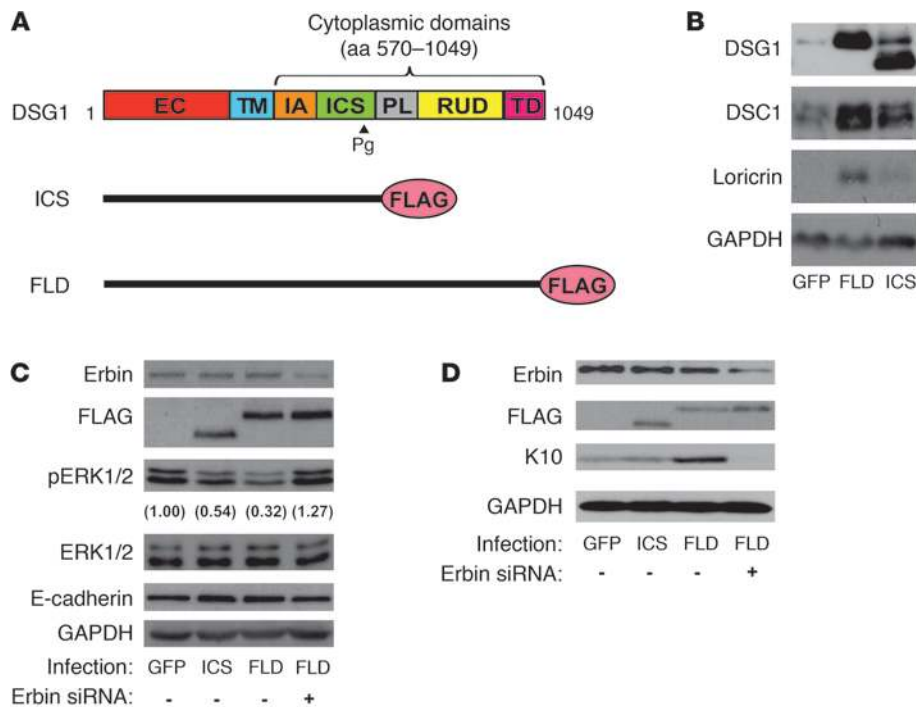 A
Cytoplasmic domains
(aa 570–1049)
DSG1 1 EC TM IA ICS PL RUD TD 1049
Pg
ICS FLAG
FLD FLAG
B
DSG1
DSC1
Loricrin
GAPDH
GFP FLD ICS
C
Erbin
FLAG
pERK1/2
(1.00) (0.54) (0.32) (1.27)
ERK1/2
E-cadherin
GAPDH
Infection: GFP ICS FLD FLD
Erbin siRNA: - - - +
D
Erbin
FLAG
K10
GAPDH
Infection: GFP ICS FLD FLD
Erbin siRNA: - - - +